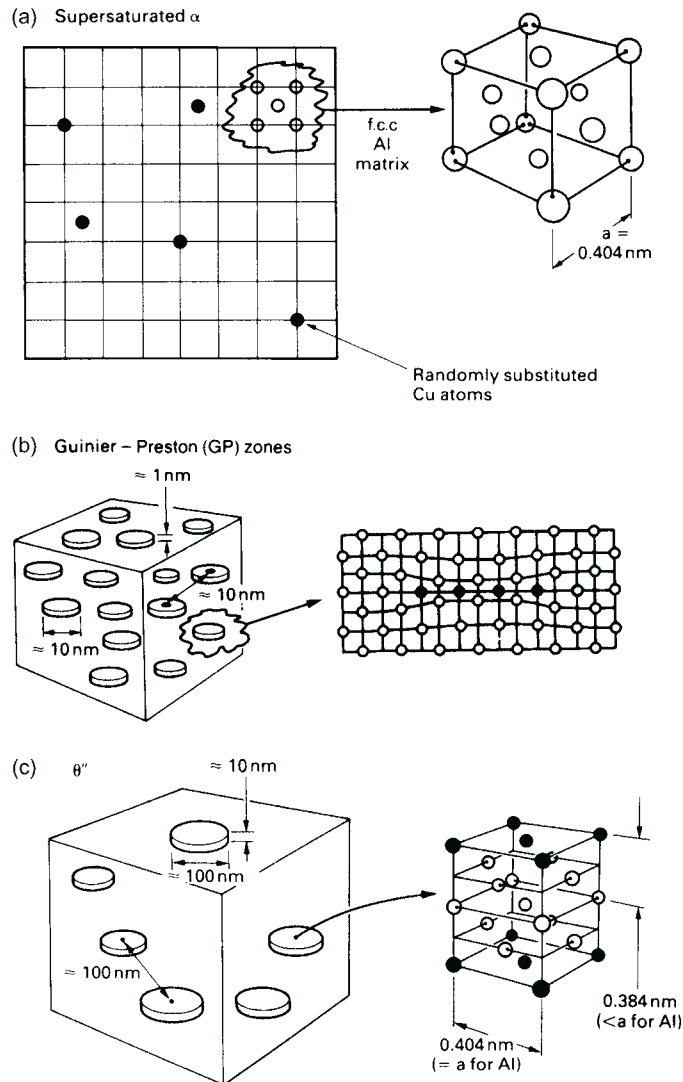 (a) Supersaturated α
f.c.c
Al
matrix
a =
0.404 nm
Randomly substituted
Cu atoms
(b) Guinier – Preston (GP) zones
≈ 1 nm
≈ 10 nm
≈ 10 nm
(c) θ″
≈ 10 nm
≈ 100 nm
≈ 100 nm
0.384 nm
(<a for Al)
0.404 nm
(= a for Al)